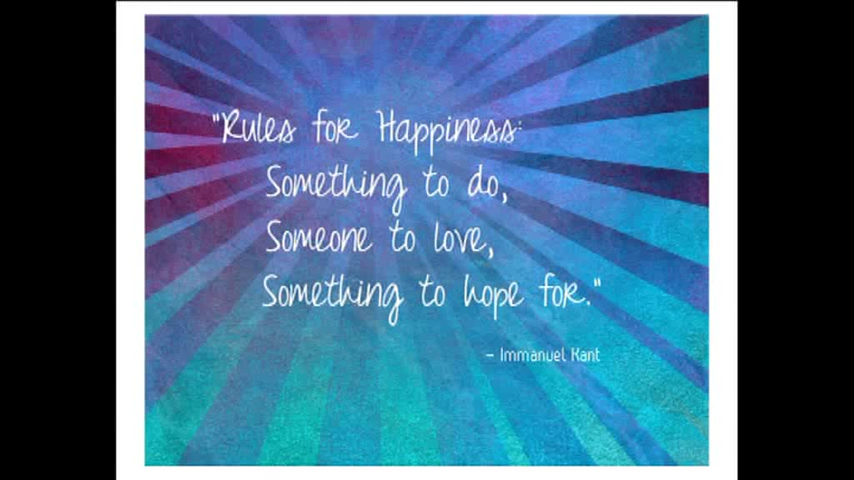 "Rules for Happiness:
Something to do,
Someone to love,
Something to hope for."
– Immanuel Kant